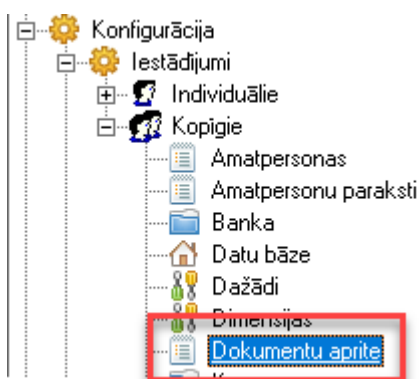 Konfigurācija
Iestādījumi
Individuālie
Kopīgie
Amatpersonas
Amatpersonu paraksti
Banka
Datu bāze
Dažādi
Dimensijas
Dokumentu aprite